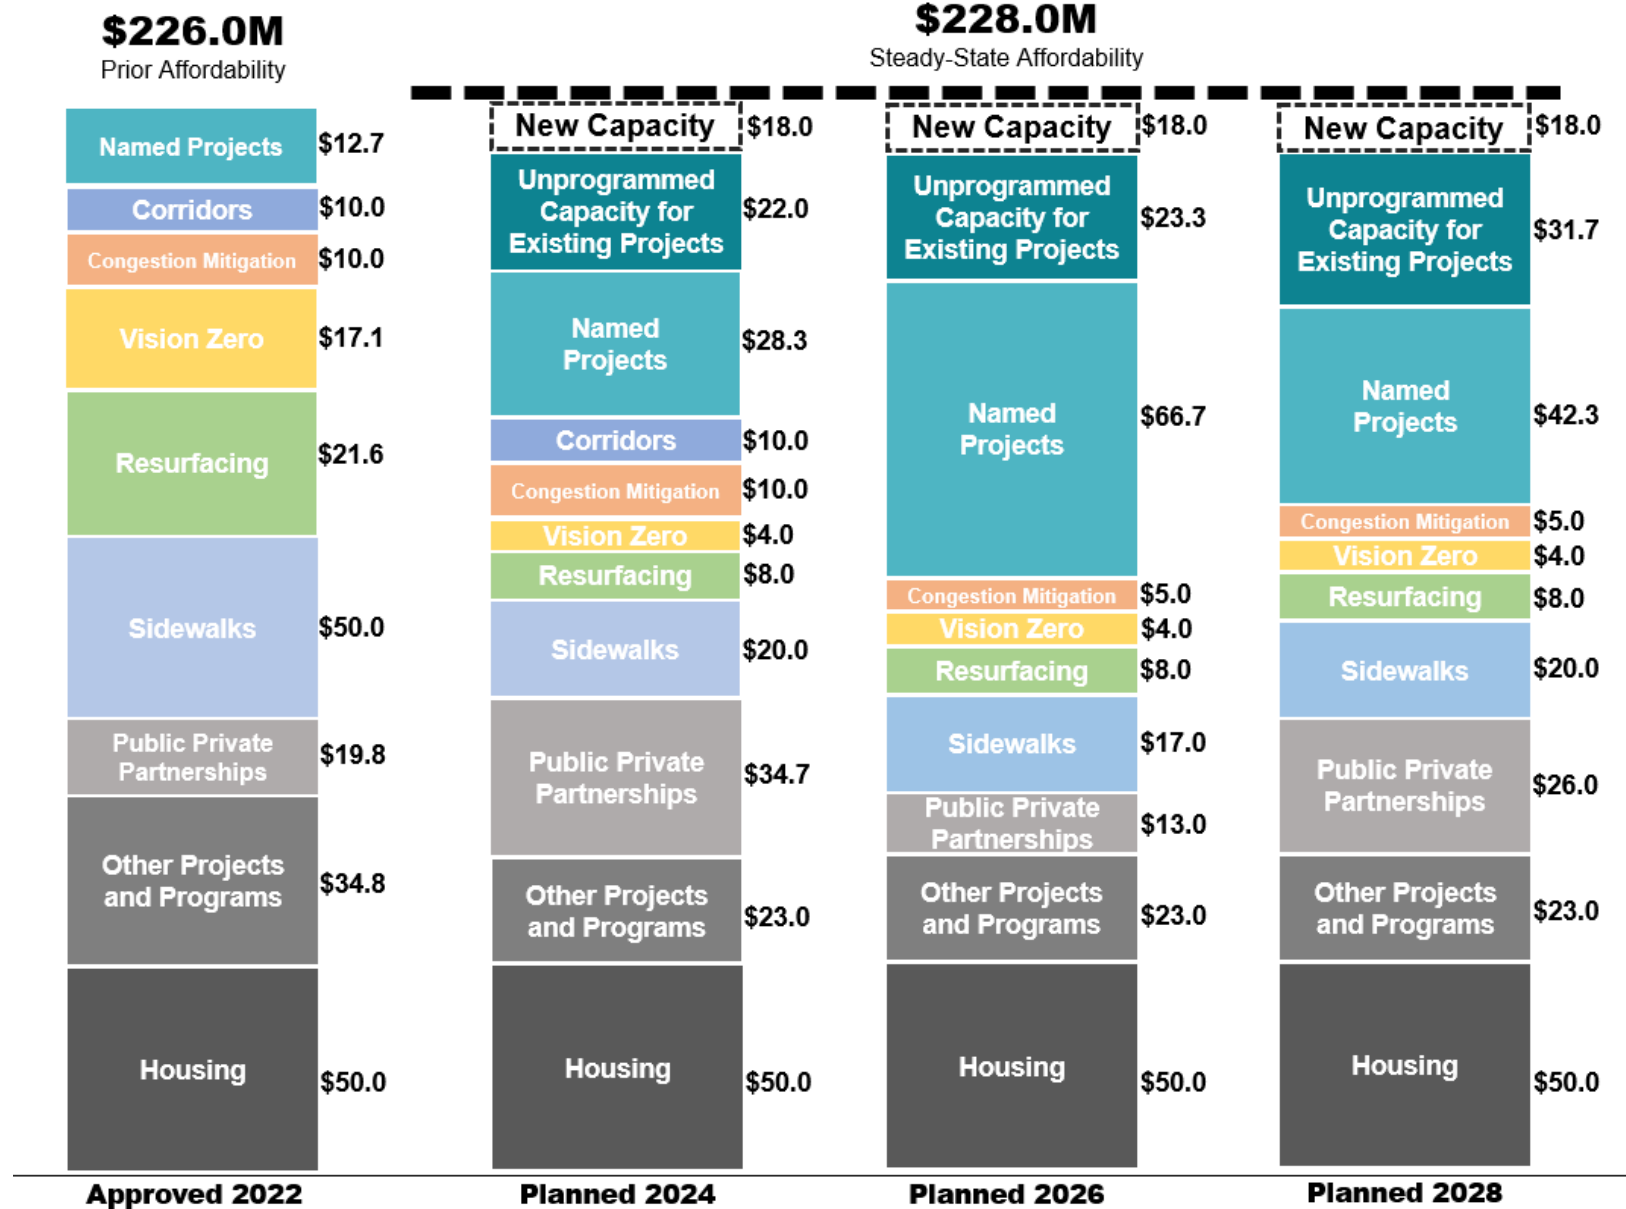 $226.0M
Prior Affordability
$228.0M
Steady-State Affordability
Named Projects $12.7
Corridors $10.0
Congestion Mitigation $10.0
Vision Zero $17.1
Resurfacing $21.6
Sidewalks $50.0
Public Private
Partnerships
$19.8
Other Projects
and Programs
$34.8
Housing $50.0
Approved 2022
New Capacity $18.0
Unprogrammed
Capacity for
Existing Projects
$22.0
Named
Projects
$28.3
Corridors $10.0
Congestion Mitigation $10.0
Vision Zero $4.0
Resurfacing $8.0
Sidewalks $20.0
Public Private
Partnerships
$34.7
Other Projects
and Programs
$23.0
Housing $50.0
Planned 2024
New Capacity $18.0
Unprogrammed
Capacity for
Existing Projects
$23.3
Named
Projects
$66.7
Congestion Mitigation $5.0
Vision Zero $4.0
Resurfacing $8.0
Sidewalks $17.0
Public Private
Partnerships
$13.0
Other Projects
and Programs
$23.0
Housing $50.0
Planned 2026
New Capacity $18.0
Unprogrammed
Capacity for
Existing Projects
$31.7
Named
Projects
$42.3
Congestion Mitigation $5.0
Vision Zero $4.0
Resurfacing $8.0
Sidewalks $20.0
Public Private
Partnerships
$26.0
Other Projects
and Programs
$23.0
Housing $50.0
Planned 2028